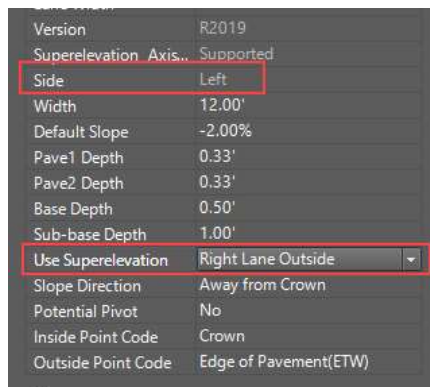 Version R2019
Superelevation Axis... Supported
Side Left
Width 12.00'
Default Slope -2.00%
Pave1 Depth 0.33'
Pave2 Depth 0.33'
Base Depth 0.50'
Sub-base Depth 1.00'
Use Superelevation Right Lane Outside
Slope Direction Away from Crown
Potential Pivot No
Inside Point Code Crown
Outside Point Code Edge of Pavement(ETW)